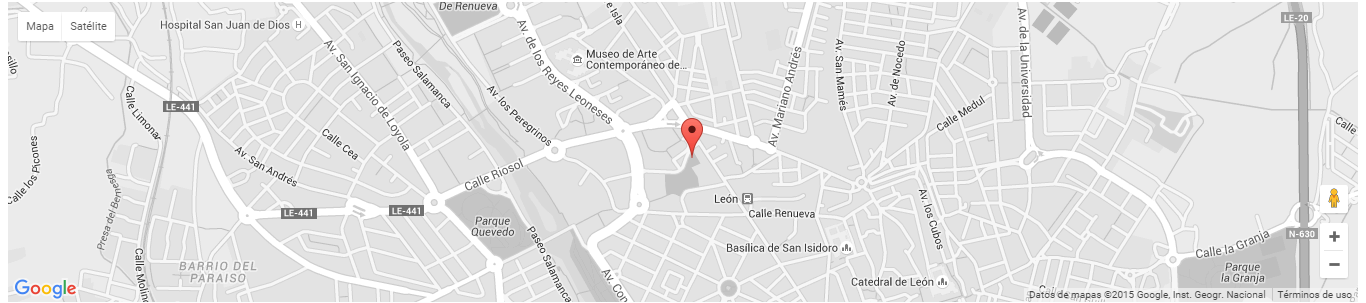 Mapa
Satélite
Hospital San Juan de Dios H
De Renueva
LE-20
Museo de Arte
Contemporáneo de...
Av. de los Reyes Leoneses
Av. San Ignacio de Loyola
Paseo Salamanca
Av. los Peregrinos
Av. Mariano Andrés
Av. San Mamés
Av. de Nocedo
Av. de la Universidad
Calle Medul
LE-441
Calle Limonar
Calle Cea
Av. San Andrés
Calle los Picones
Presa del Bernesga
Calle Riosol
LE-441
LE-441
Parque
Quevedo
León
Calle Renueva
Av. los Cubos
Basílica de San Isidoro
Catedral de León
Calle la Granja
N-630
Parque
la Granja
BARRIO DEL
PARAISO
Calle Molino
Paseo Salamanca
Av. Con
+
−
Google
Datos de mapas ©2015 Google, Inst. Geogr. Nacional
Términos de uso